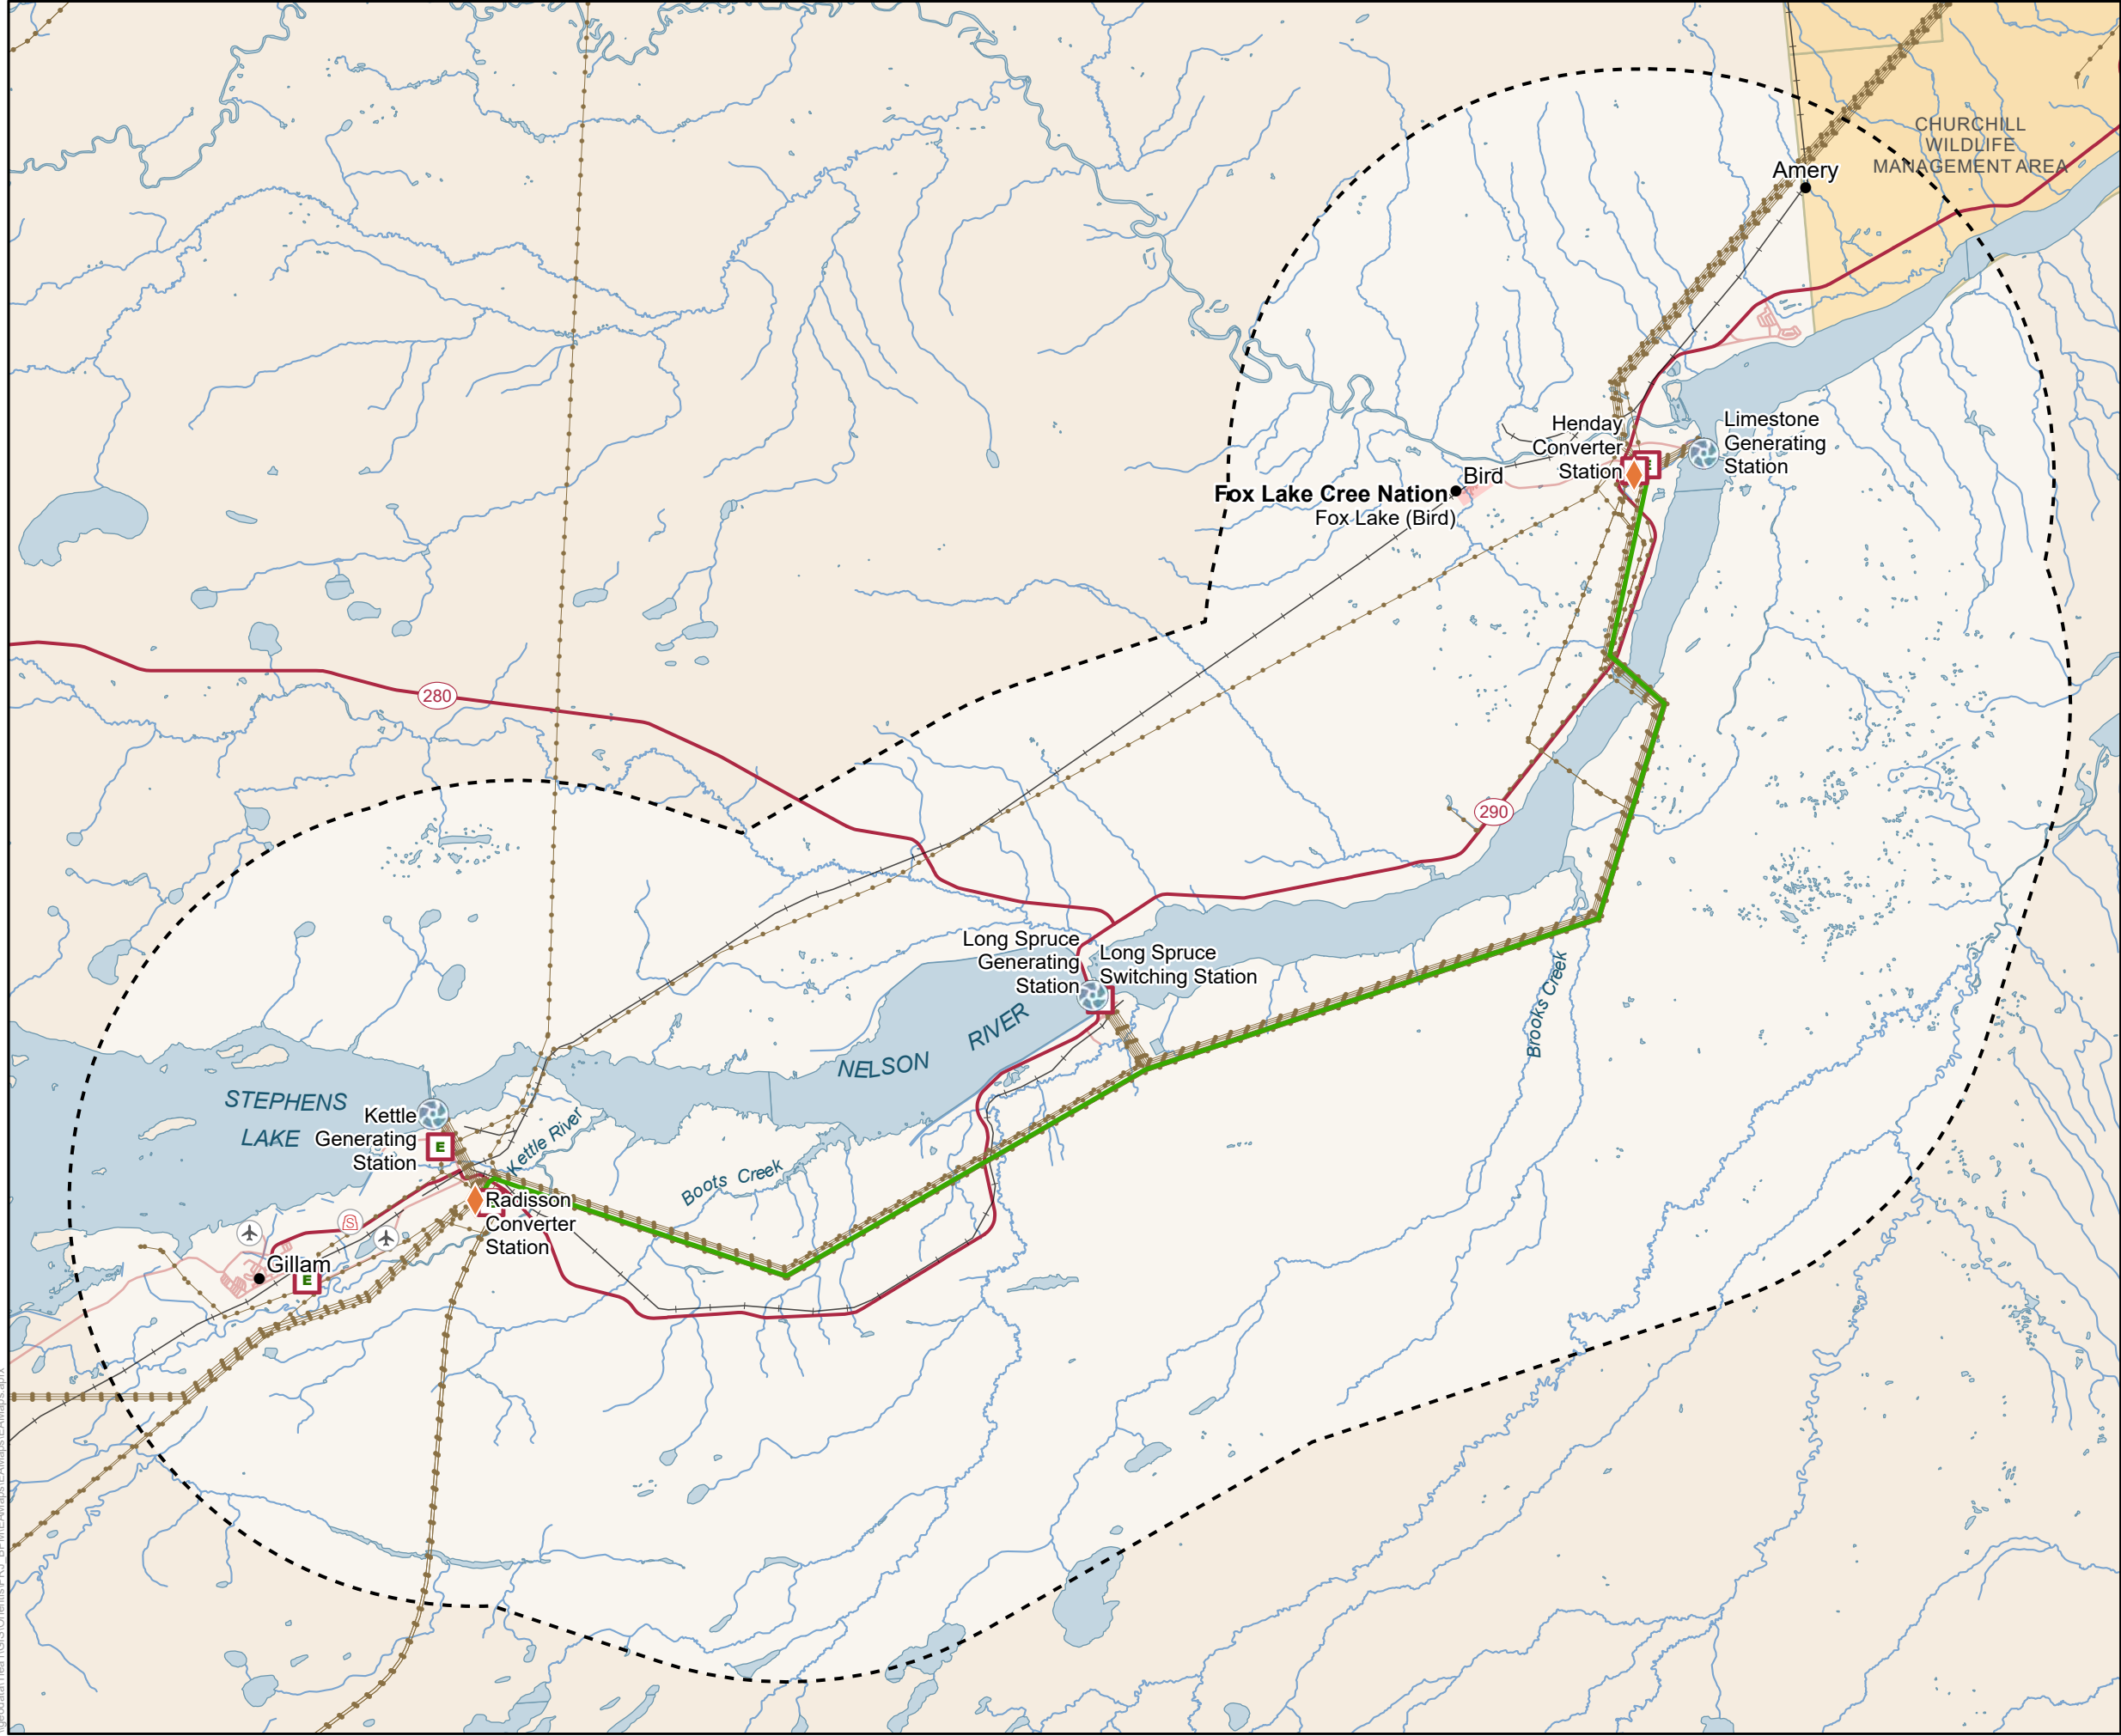 CHURCHILL
WILDLIFE
MANAGEMENT AREA
Amery
Henday
Converter
Station
Limestone
Generating
Station
Bird
Fox Lake Cree Nation
Fox Lake (Bird)
E
280
290
Long Spruce
Generating
Station
Long Spruce
Switching Station
NELSON RIVER
Brooks Creek
STEPHENS
LAKE
Kettle
Generating
Station
E
Kettle River
Boots Creek
Radisson
Converter
Station
S
Gillam
E